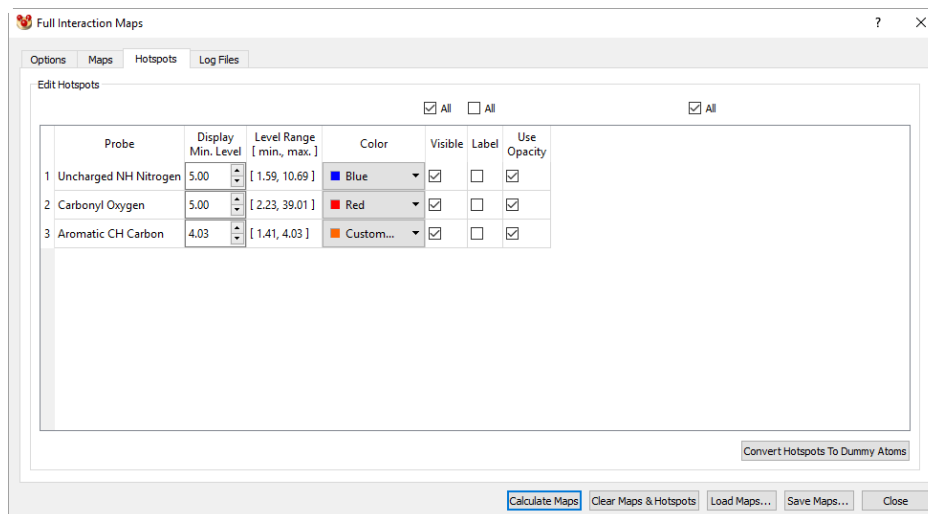 Full Interaction Maps ? ×
Options Maps Hotspots Log Files
Edit Hotspots
All All All
Probe Display Min. Level Level Range [ min., max. ] Color Visible Label Use Opacity
1 Uncharged NH Nitrogen 5.00 [ 1.59, 10.69 ] Blue
2 Carbonyl Oxygen 5.00 [ 2.23, 39.01 ] Red
3 Aromatic CH Carbon 4.03 [ 1.41, 4.03 ] Custom...
Convert Hotspots To Dummy Atoms
Calculate Maps Clear Maps & Hotspots Load Maps... Save Maps... Close